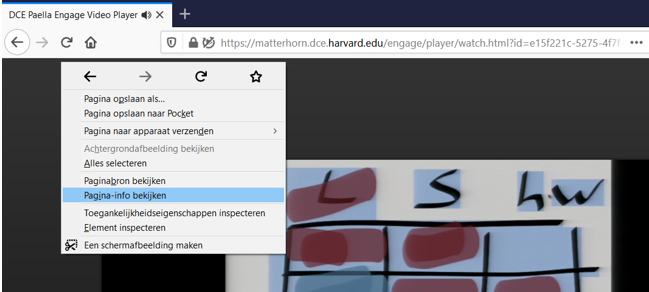 DCE Paella Engage Video Player
https://matterhorn.dce.harvard.edu/engage/player/watch.html?id=e15f221c-5275-4f7f
Pagina opslaan als...
Pagina opslaan naar Pocket
Pagina naar apparaat verzenden
Achtergrondafbeelding bekijken
Alles selecteren
Paginabron bekijken
Pagina-info bekijken
Toegankelijkheidseigenschappen inspecteren
Element inspecteren
Een schermafbeelding maken
L S h.w